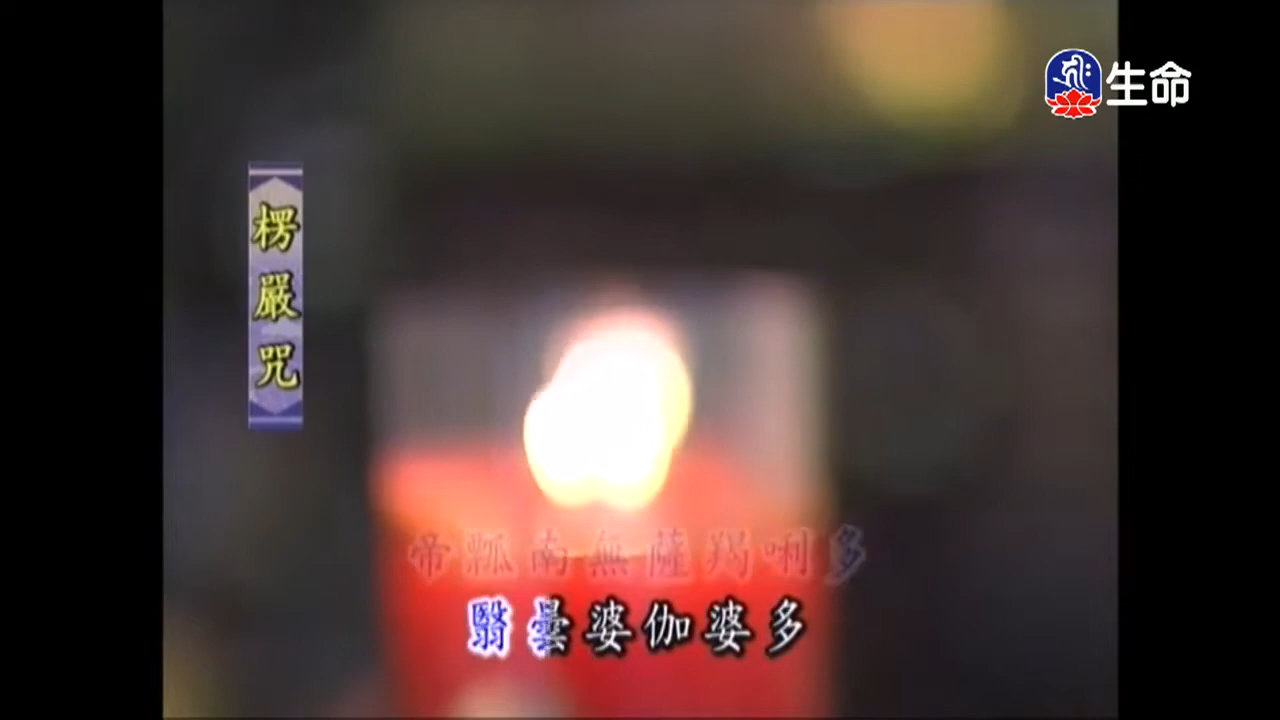 生命
楞嚴咒
帝瓢南無薩羯唎多
翳曇婆伽婆多